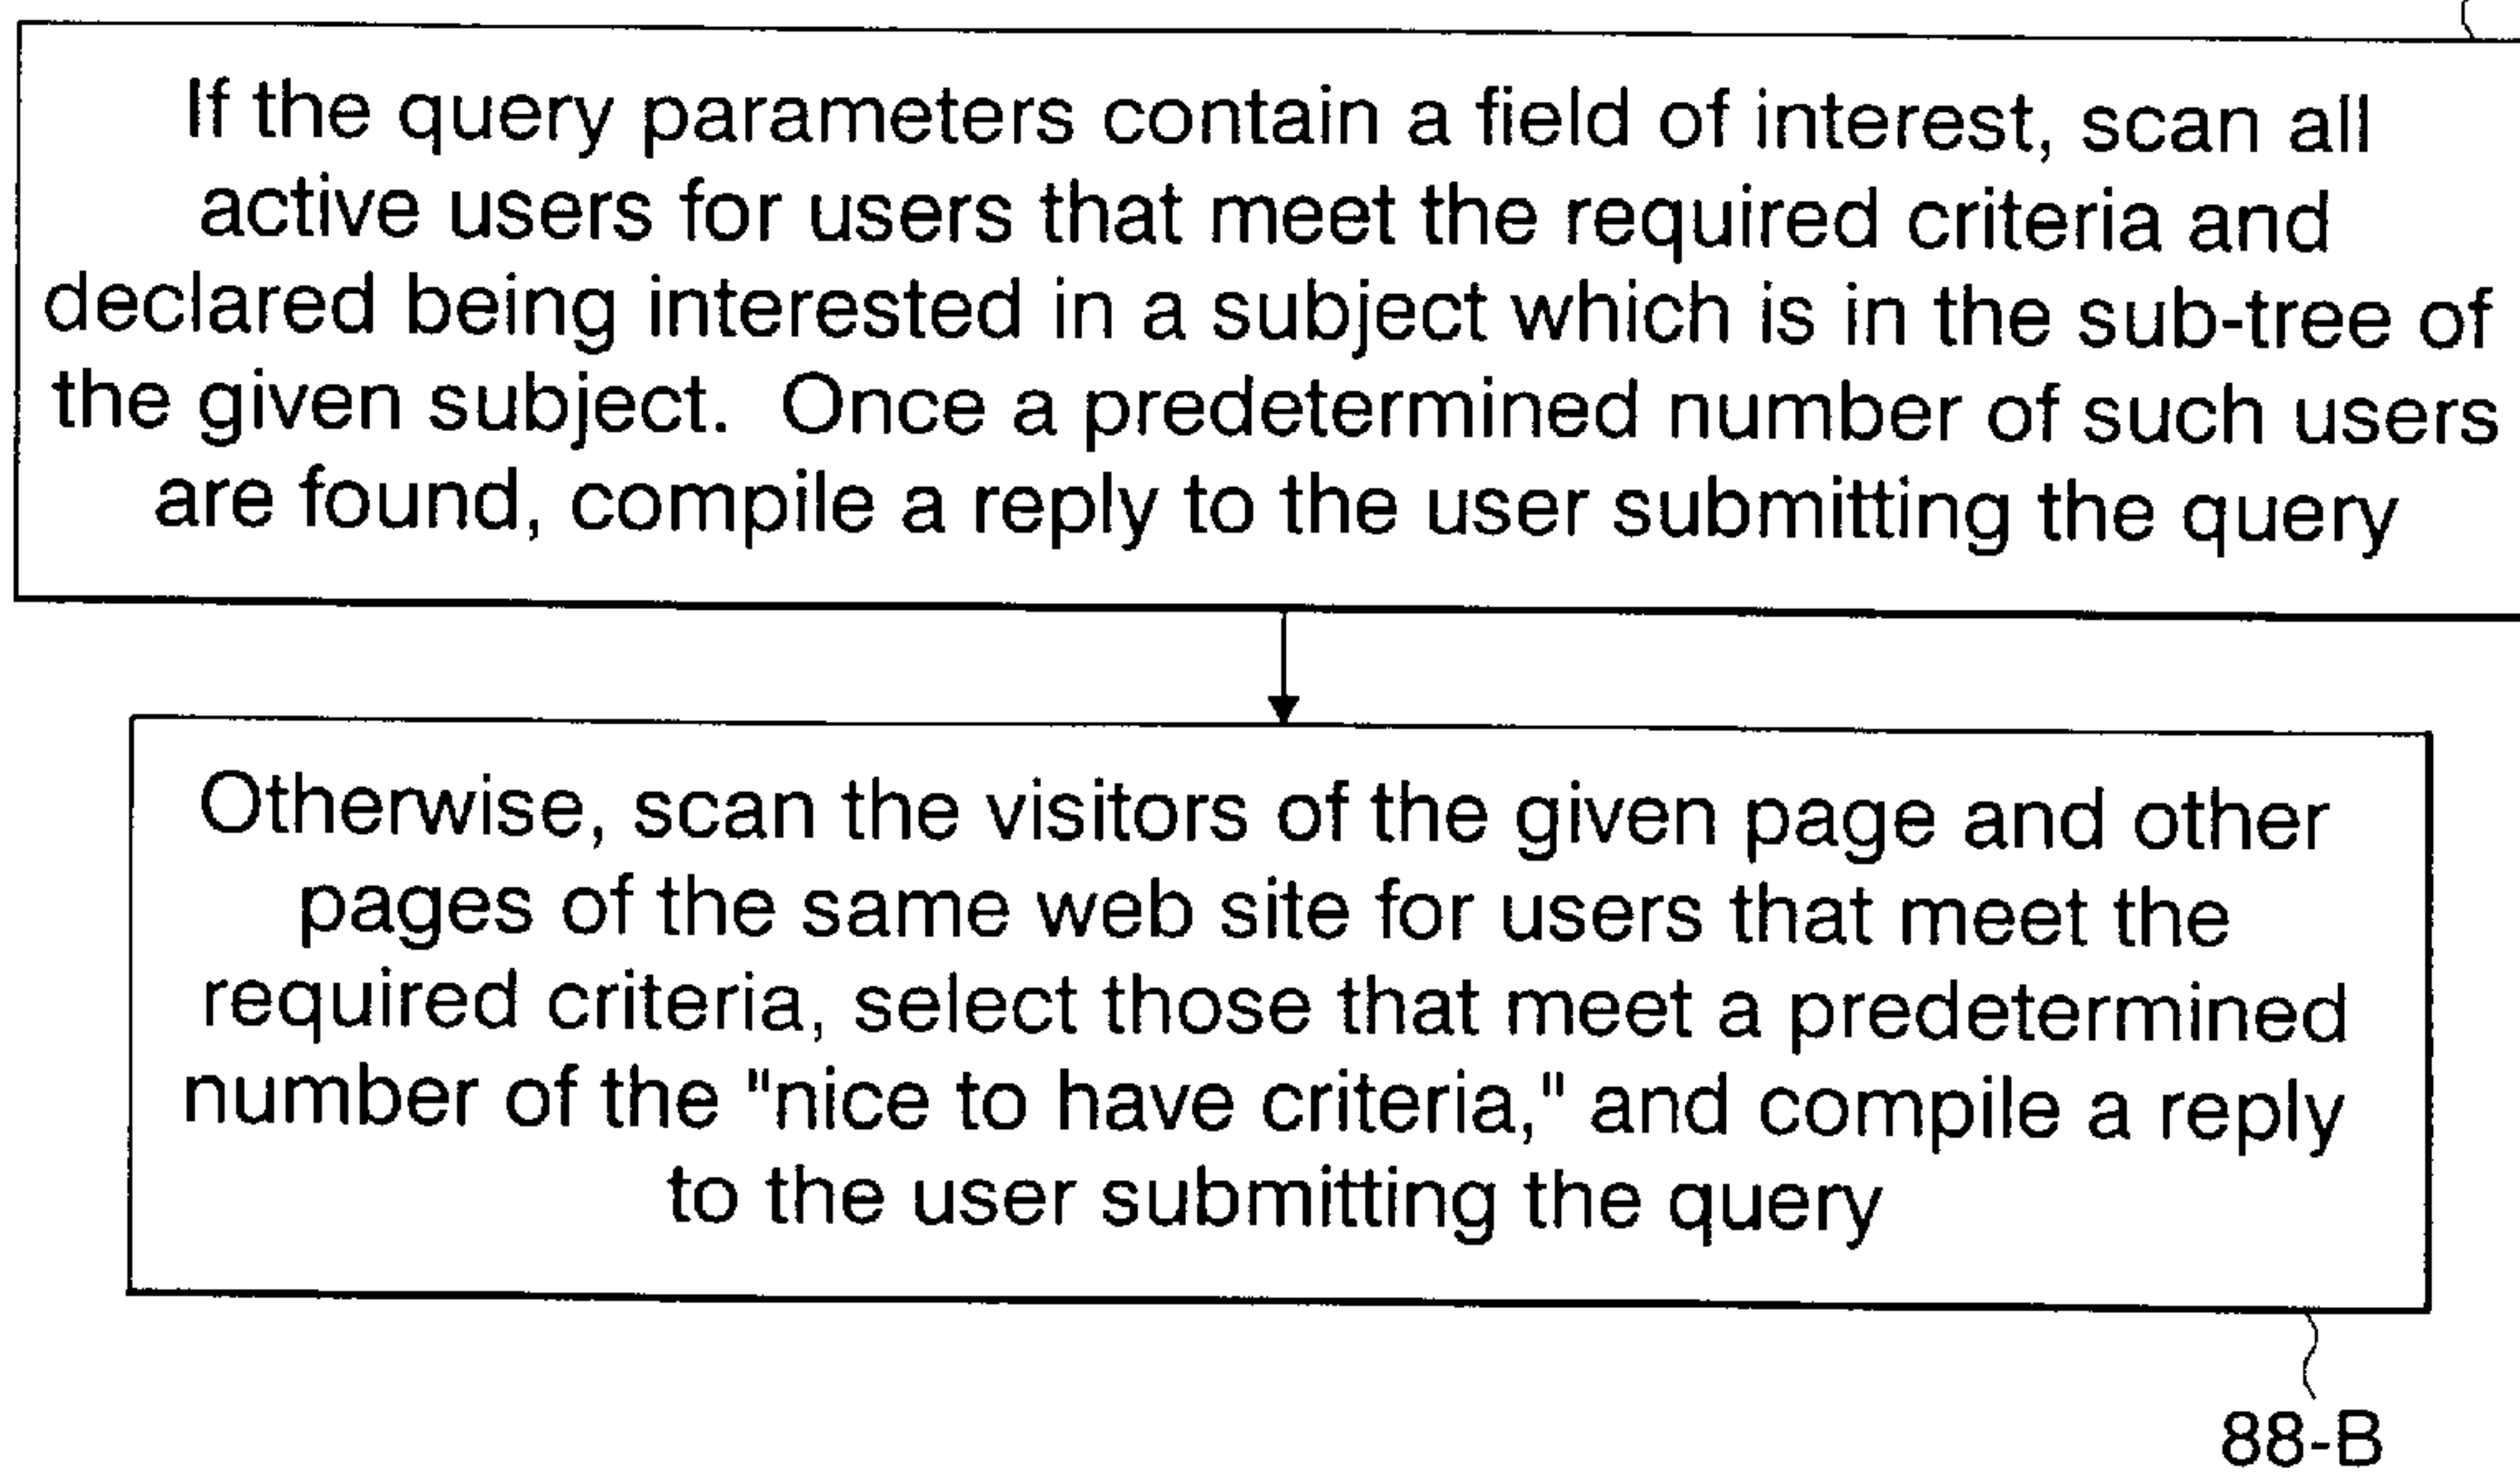 If the query parameters contain a field of interest, scan all
active users for users that meet the required criteria and
declared being interested in a subject which is in the sub-tree of
the given subject. Once a predetermined number of such users
are found, compile a reply to the user submitting the query
Otherwise, scan the visitors of the given page and other
pages of the same web site for users that meet the
required criteria, select those that meet a predetermined
number of the "nice to have criteria," and compile a reply
to the user submitting the query
88-B